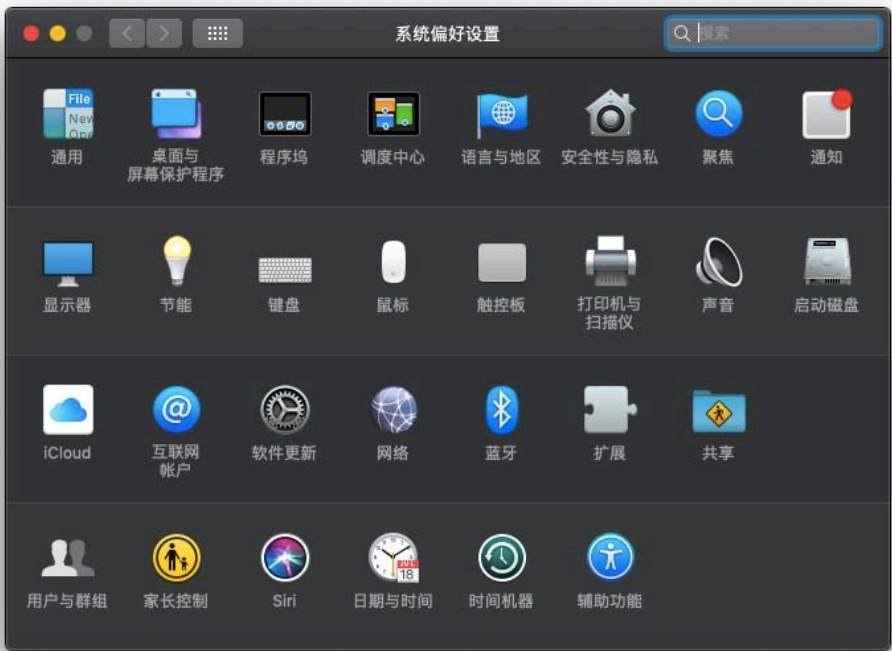 系统偏好设置
搜索
File
New
Ope
通用
桌面与
屏幕保护程序
程序坞
调度中心
语言与地区
安全性与隐私
聚焦
通知
显示器
节能
键盘
鼠标
触控板
打印机与
扫描仪
声音
启动磁盘
iCloud
互联网
帐户
软件更新
网络
蓝牙
扩展
共享
用户与群组
家长控制
Siri
日期与时间
JUL
18
时间机器
辅助功能